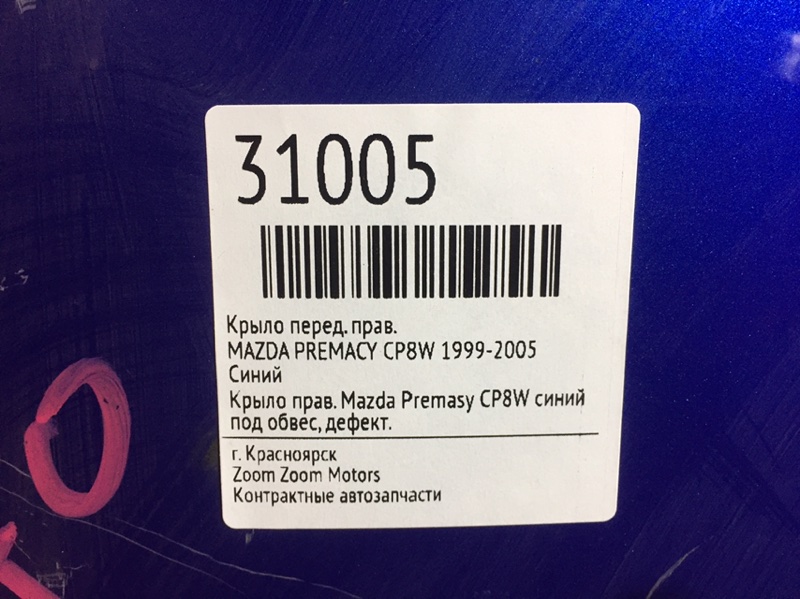 31005
Крыло перед. прав.
MAZDA PREMACY CP8W 1999-2005
Синий
Крыло прав. Mazda Premasy CP8W синий
под обвес, дефект.
г. Красноярск
Zoom Zoom Motors
Контрактные автозапчасти